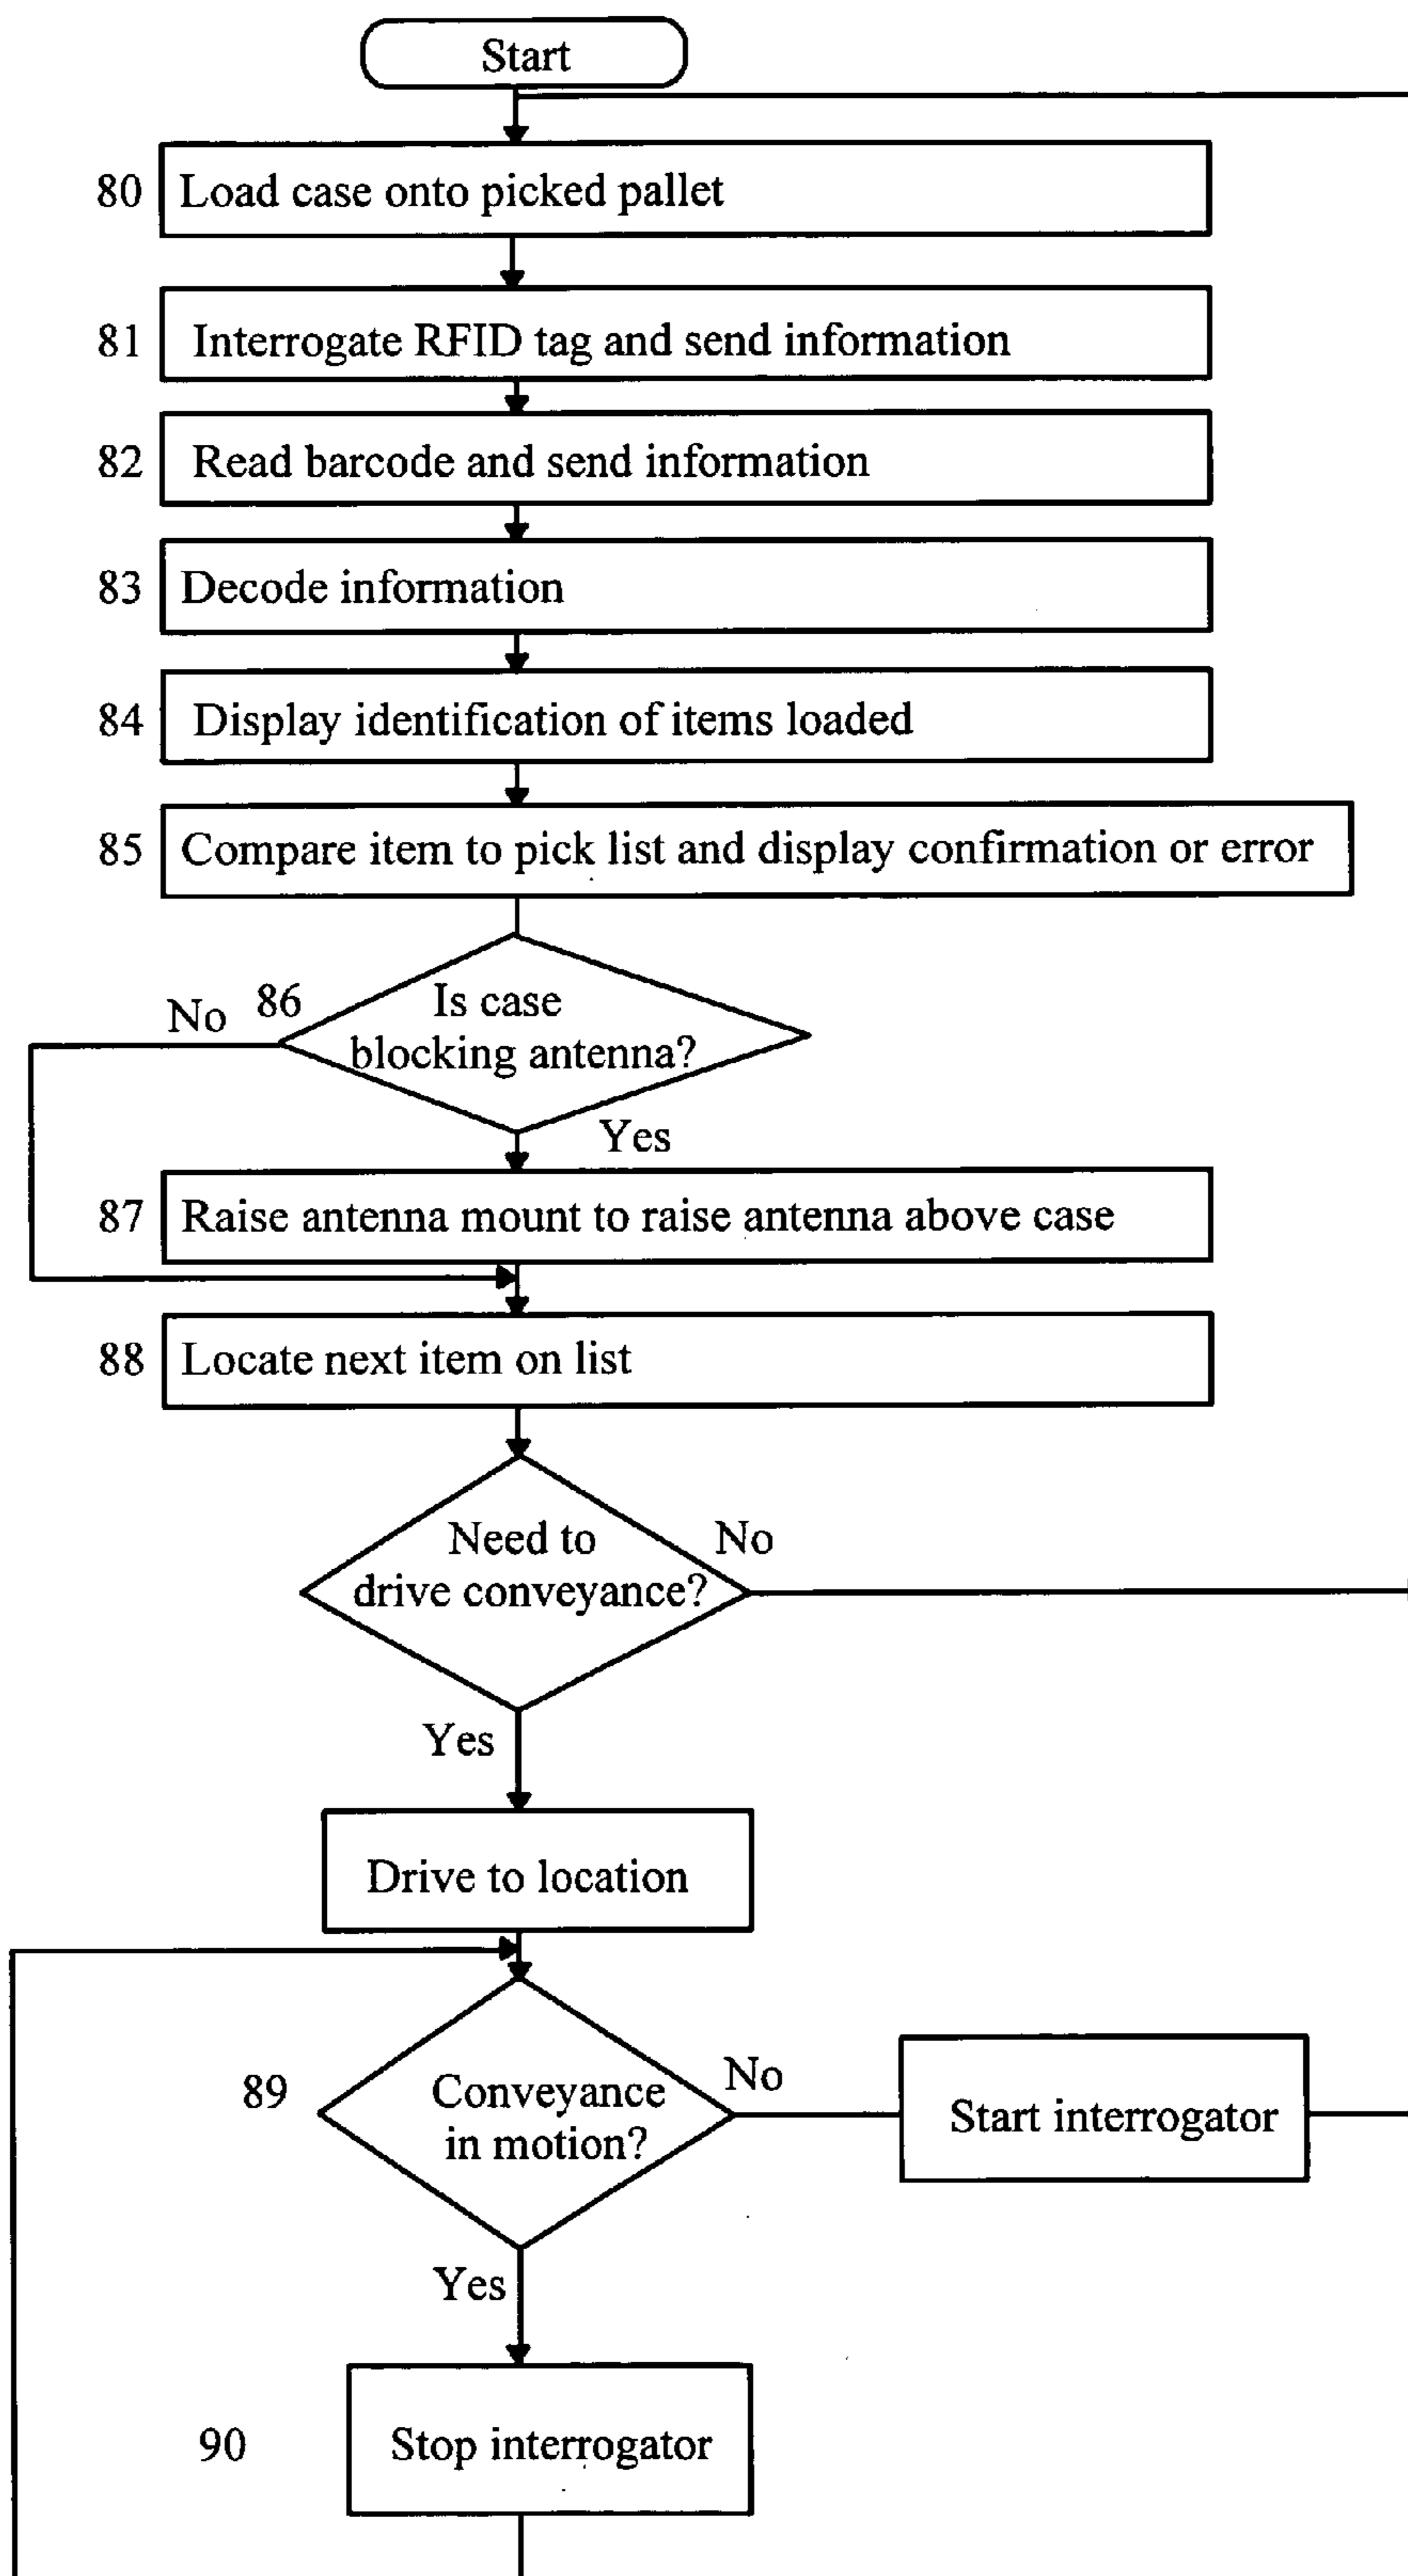 Start
80 Load case onto picked pallet
81 Interrogate RFID tag and send information
82 Read barcode and send information
83 Decode information
84 Display identification of items loaded
85 Compare item to pick list and display confirmation or error
No 86 Is case
blocking antenna?
Yes
87 Raise antenna mount to raise antenna above case
88 Locate next item on list
Need to No
drive conveyance?
Yes
Drive to location
89 Conveyance No
in motion?
Start interrogator
Yes
90 Stop interrogator